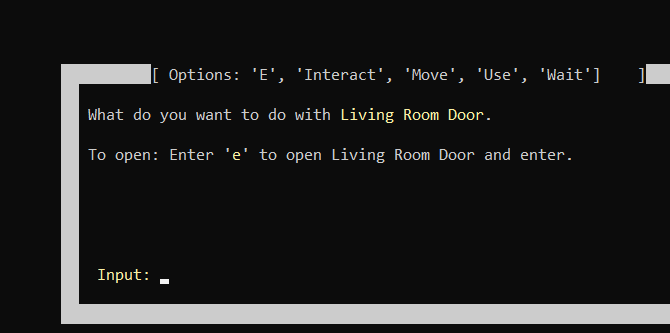 [ Options: 'E', 'Interact', 'Move', 'Use', 'Wait']    ]
What do you want to do with Living Room Door.
To open: Enter 'e' to open Living Room Door and enter.
Input: